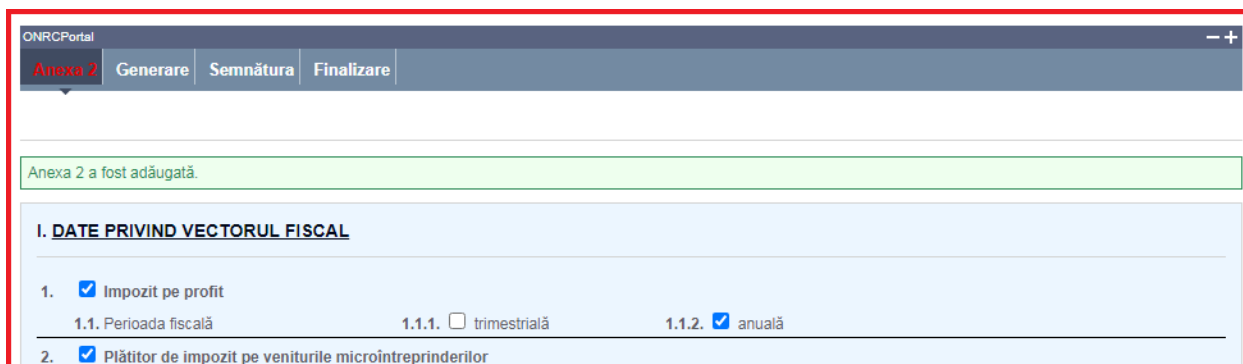 ONRCPortal
Anexa 2 Generare Semnătura Finalizare
Anexa 2 a fost adăugată.
I. DATE PRIVIND VECTORUL FISCAL
1. Impozit pe profit
1.1. Perioada fiscală 1.1.1. trimestrială 1.1.2. anuală
2. Plătitor de impozit pe veniturile microîntreprinderilor